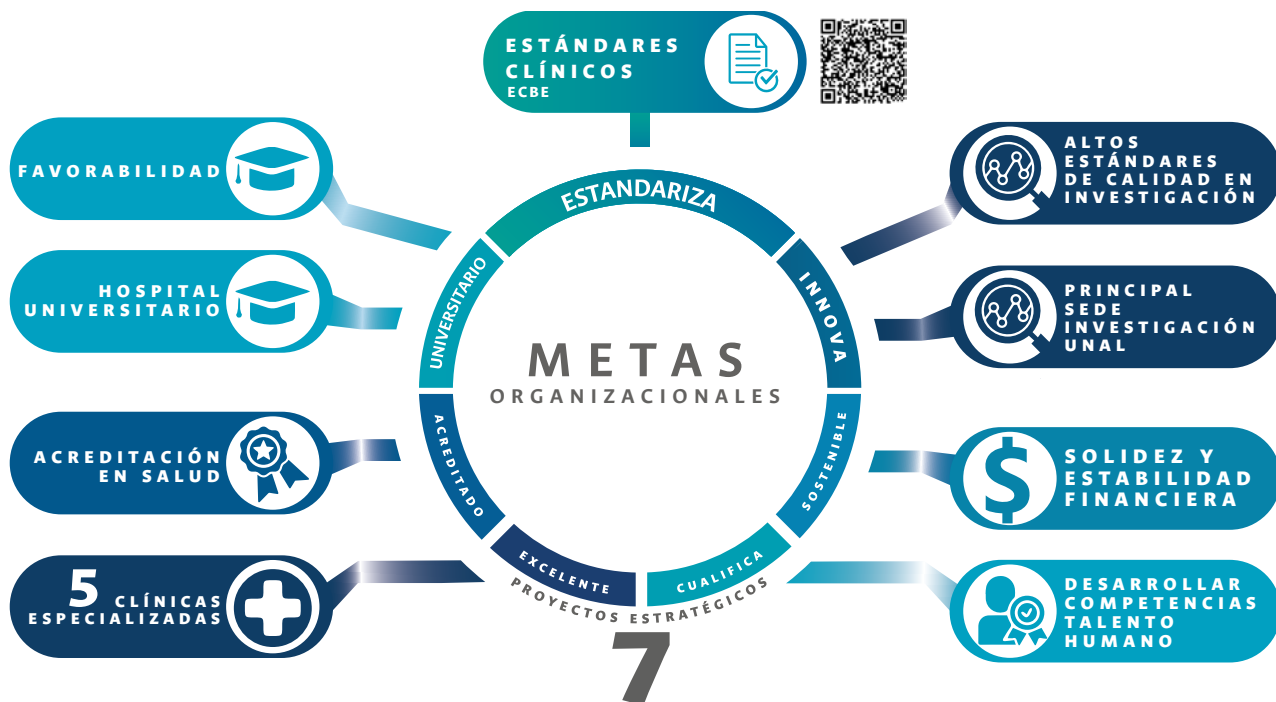 ESTÁNDARES
CLÍNICOS
ECBE
FAVORABILIDAD
HOSPITAL
UNIVERSITARIO
ACREDITACIÓN
EN SALUD
5 CLÍNICAS
ESPECIALIZADAS
ESTANDARIZA
INNOVA
SOSTENIBLE
CUALIFICA
EXCELENTE
ACREDITADO
UNIVERSITARIO
METAS
ORGANIZACIONALES
PROYECTOS ESTRATÉGICOS
7
ALTOS
ESTÁNDARES
DE CALIDAD EN
INVESTIGACIÓN
PRINCIPAL
SEDE
INVESTIGACIÓN
UNAL
$ SOLIDEZ Y
ESTABILIDAD
FINANCIERA
DESARROLLAR
COMPETENCIAS
TALENTO
HUMANO